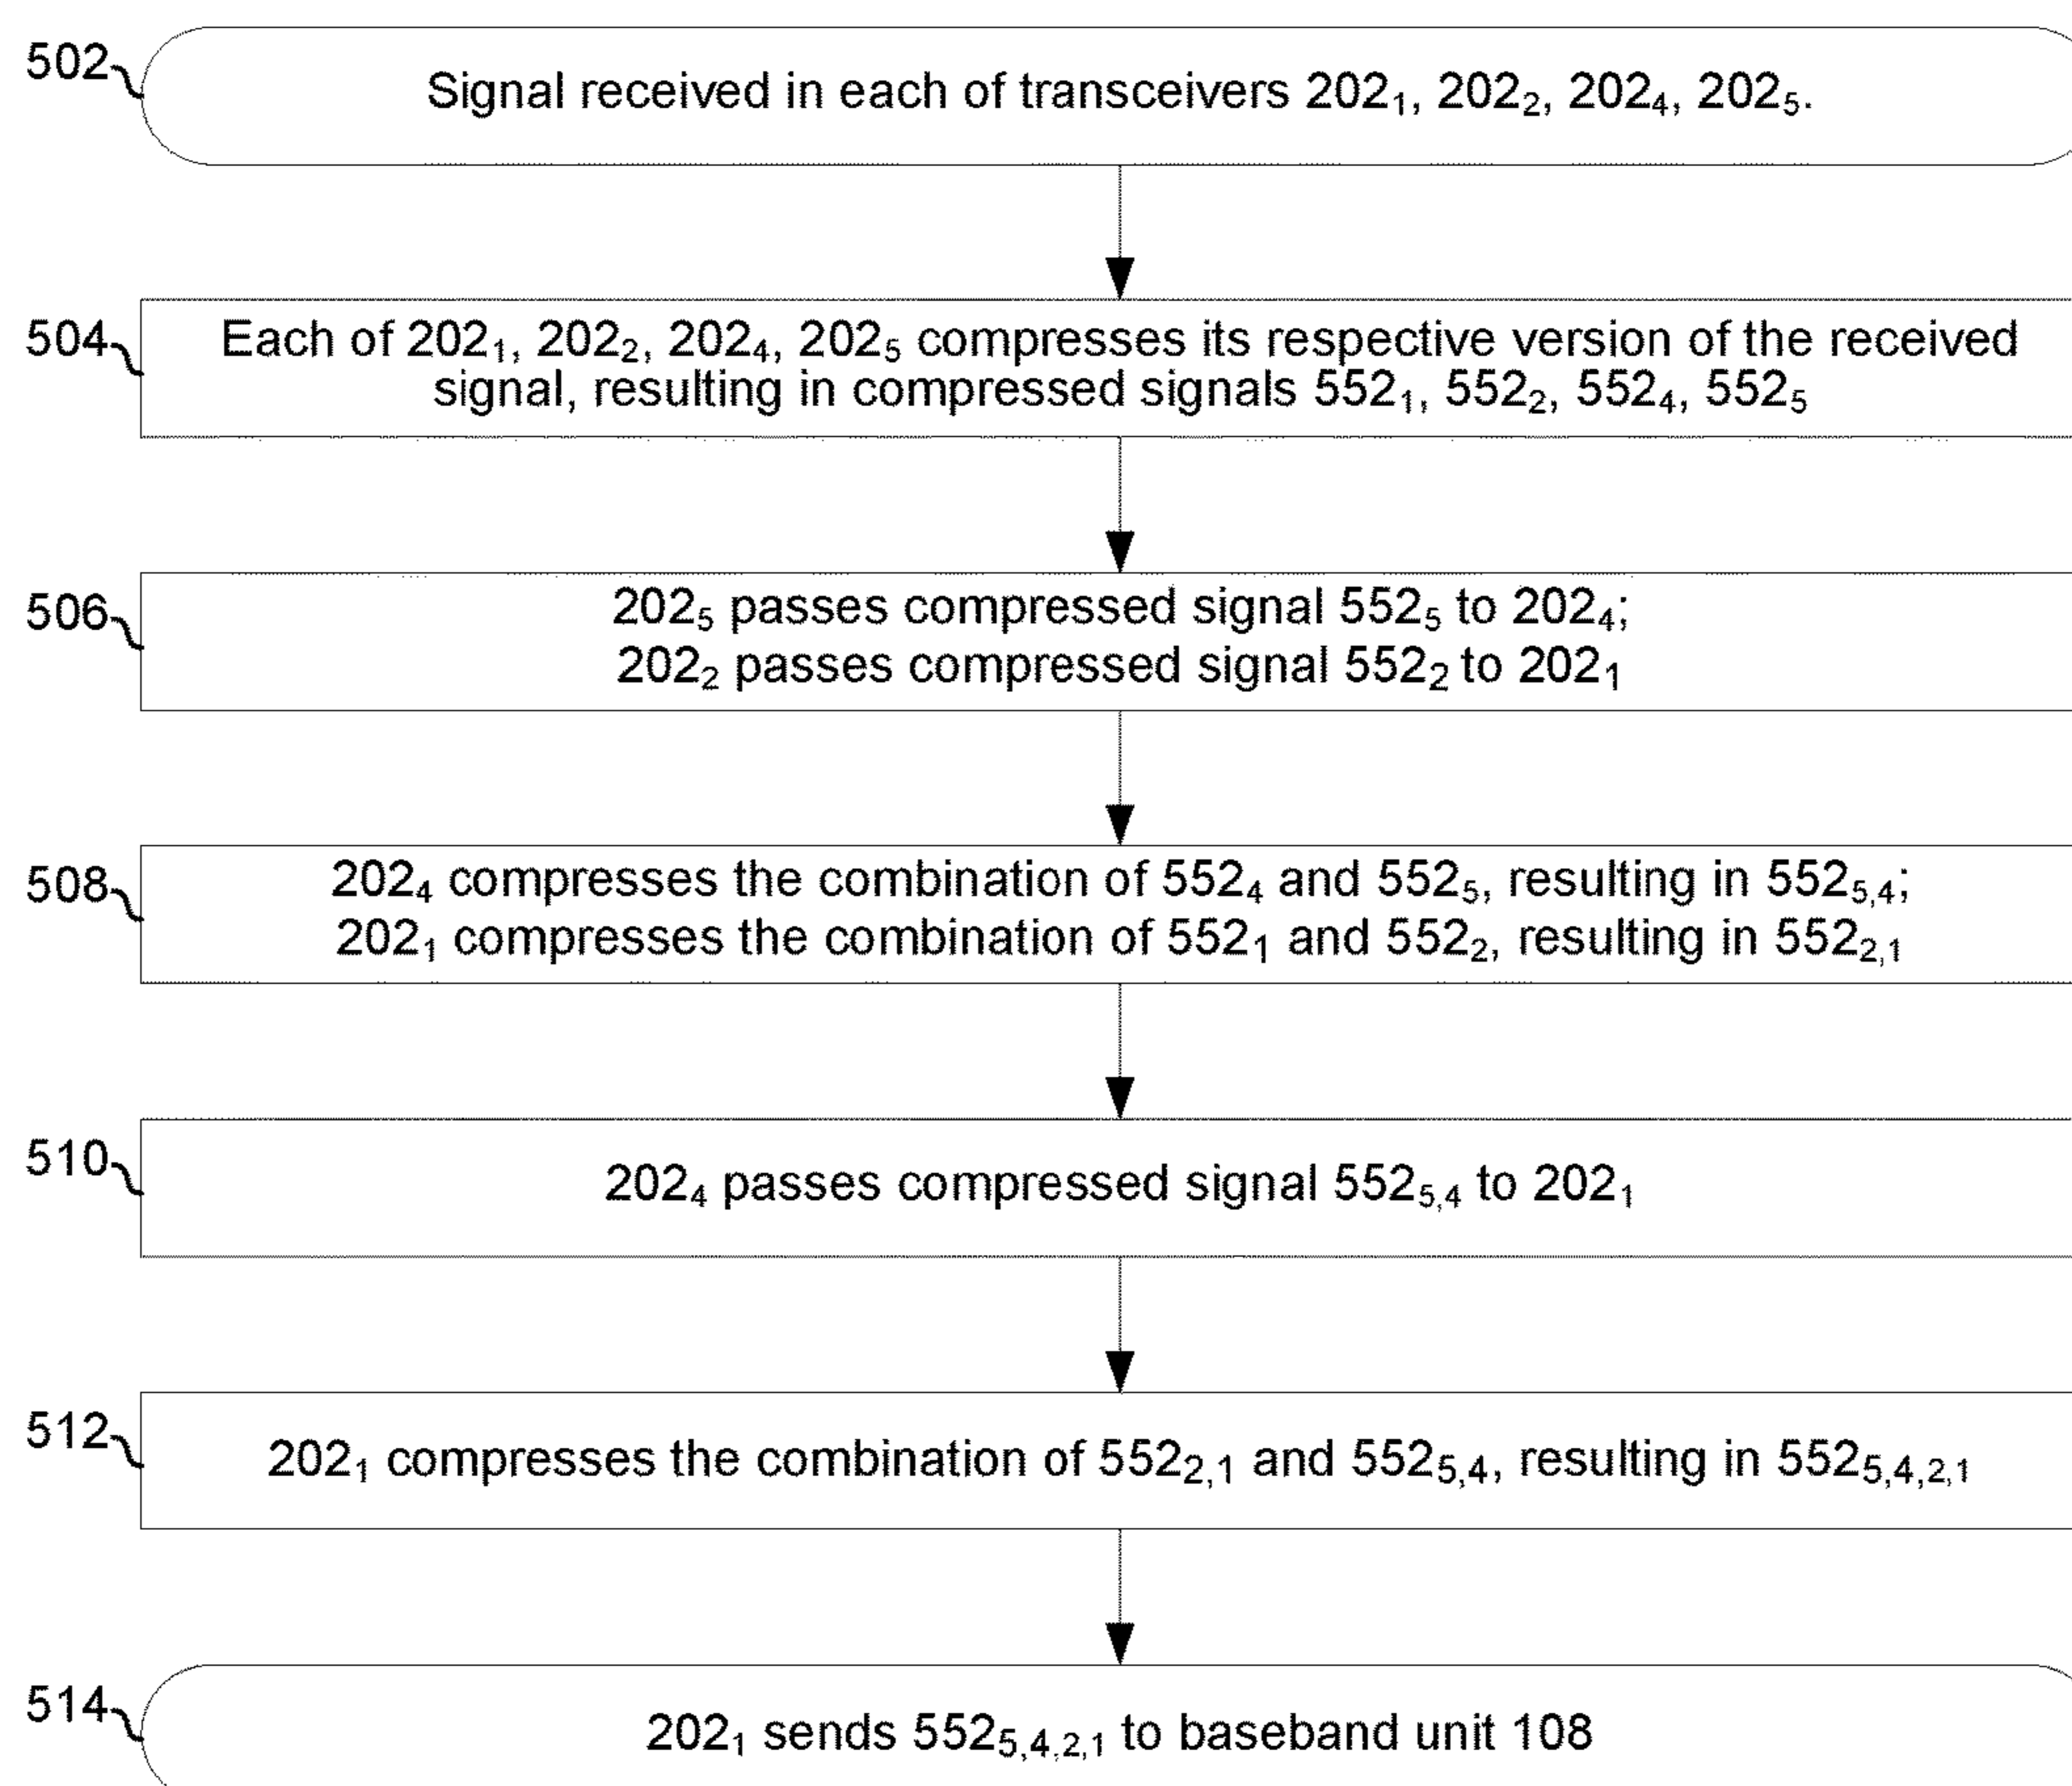 502
Signal received in each of transceivers 202₁, 202₂, 202₄, 202₅.
504
Each of 202₁, 202₂, 202₄, 202₅ compresses its respective version of the received
signal, resulting in compressed signals 552₁, 552₂, 552₄, 552₅
506
202₅ passes compressed signal 552₅ to 202₄;
202₂ passes compressed signal 552₂ to 202₁
508
202₄ compresses the combination of 552₄ and 552₅, resulting in 552₅,₄;
202₁ compresses the combination of 552₁ and 552₂, resulting in 552₂,₁
510
202₄ passes compressed signal 552₅,₄ to 202₁
512
202₁ compresses the combination of 552₂,₁ and 552₅,₄, resulting in 552₅,₄,₂,₁
514
202₁ sends 552₅,₄,₂,₁ to baseband unit 108